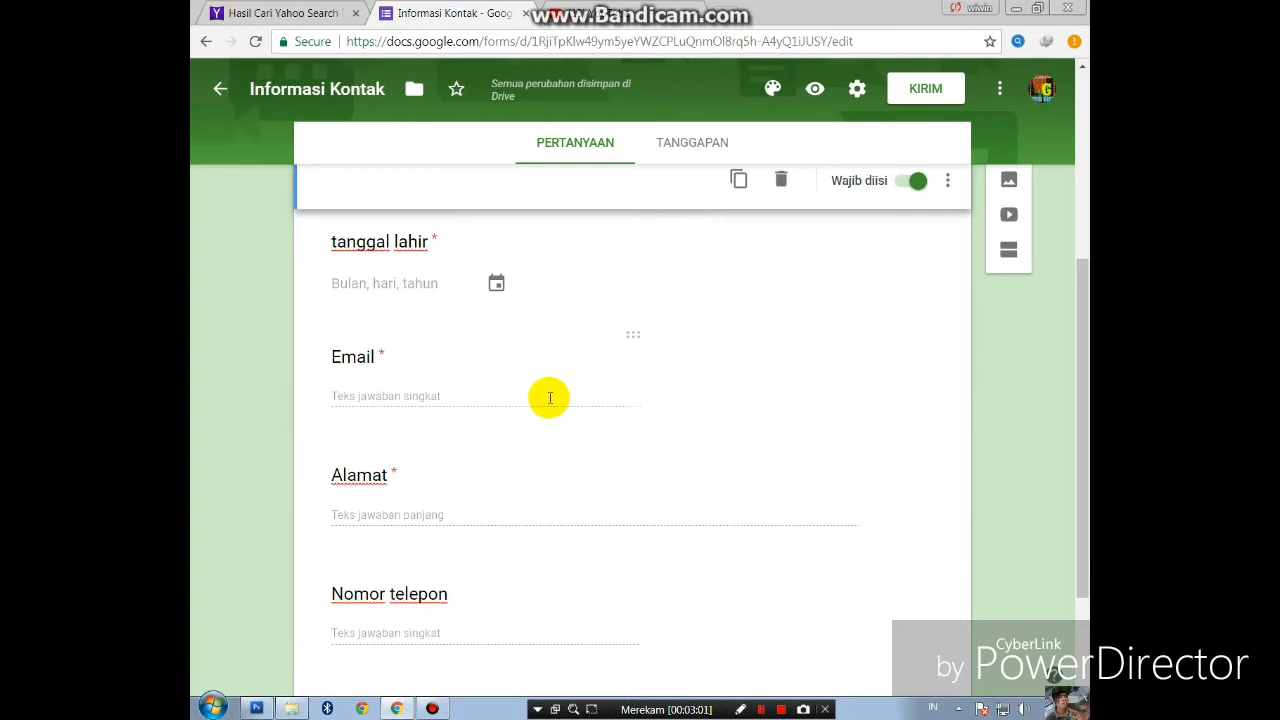 www.Bandicam.com
Hasil Cari Yahoo Search E
Informasi Kontak - Goog
wiwin
Secure
https://docs.google.com/forms/d/1RjiTpKlw49ym5yeYWZCPLuQnmOl8rq5h-A4yQ1iJUSY/edit
Informasi Kontak
Semua perubahan disimpan di
Drive
KIRIM
PERTANYAAN
TANGGAPAN
Wajib diisi
tanggal lahir *
Bulan, hari, tahun
Email *
Teks jawaban singkat
Alamat *
Teks jawaban panjang
Nomor telepon
Teks jawaban singkat
CyberLink
by PowerDirector
Merekam [00:03:01]
IN